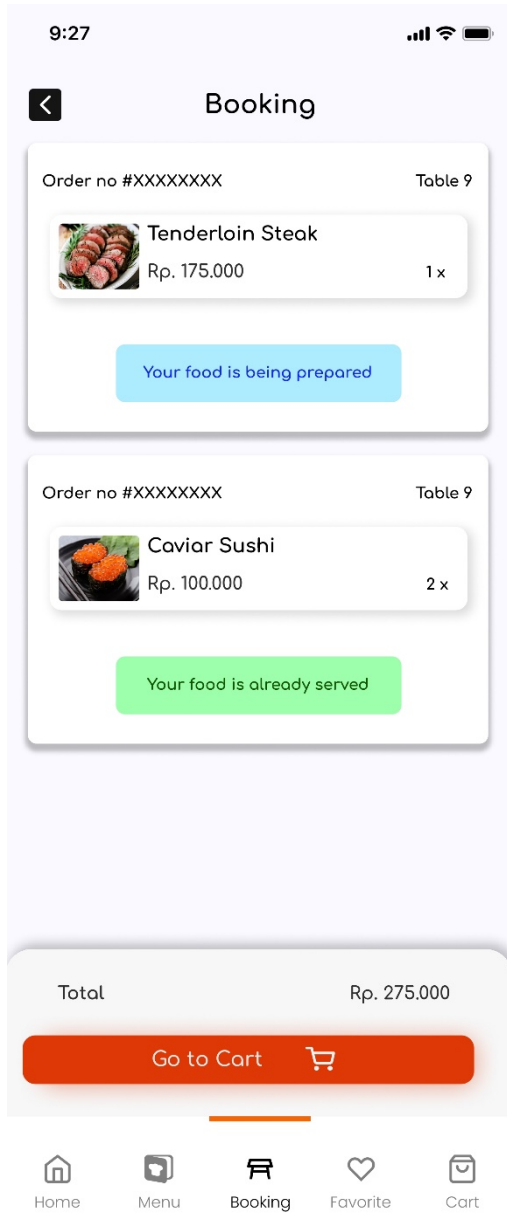 9:27
Booking
Order no #XXXXXXXX Table 9
Tenderloin Steak
Rp. 175.000 1 x
Your food is being prepared
Order no #XXXXXXXX Table 9
Caviar Sushi
Rp. 100.000 2 x
Your food is already served
Total Rp. 275.000
Go to Cart
Home Menu Booking Favorite Cart